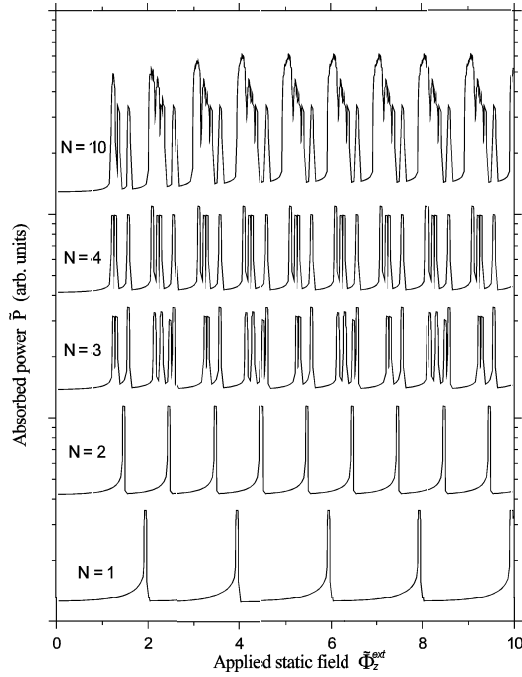 Absorbed power P̃ (arb. units)
N = 10
N = 4
N = 3
N = 2
N = 1
0 2 4 6 8 10
Applied static field Φ̃_z^ext